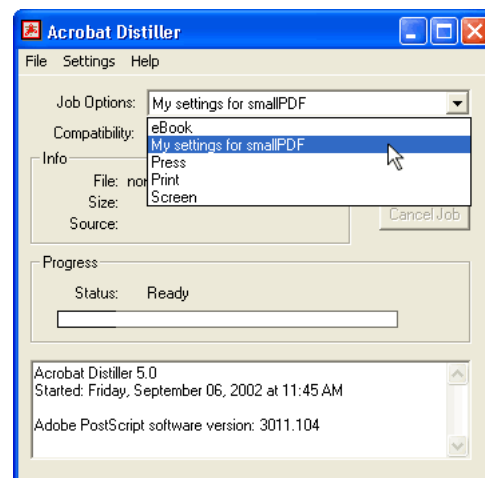 Acrobat Distiller
File Settings Help
Job Options: My settings for smallPDF
Compatibility: eBook
My settings for smallPDF
Info Press
File: Print
Size: Screen
Cancel Job
Source:
Progress
Status: Ready
Acrobat Distiller 5.0
Started: Friday, September 06, 2002 at 11:45 AM
Adobe PostScript software version: 3011.104